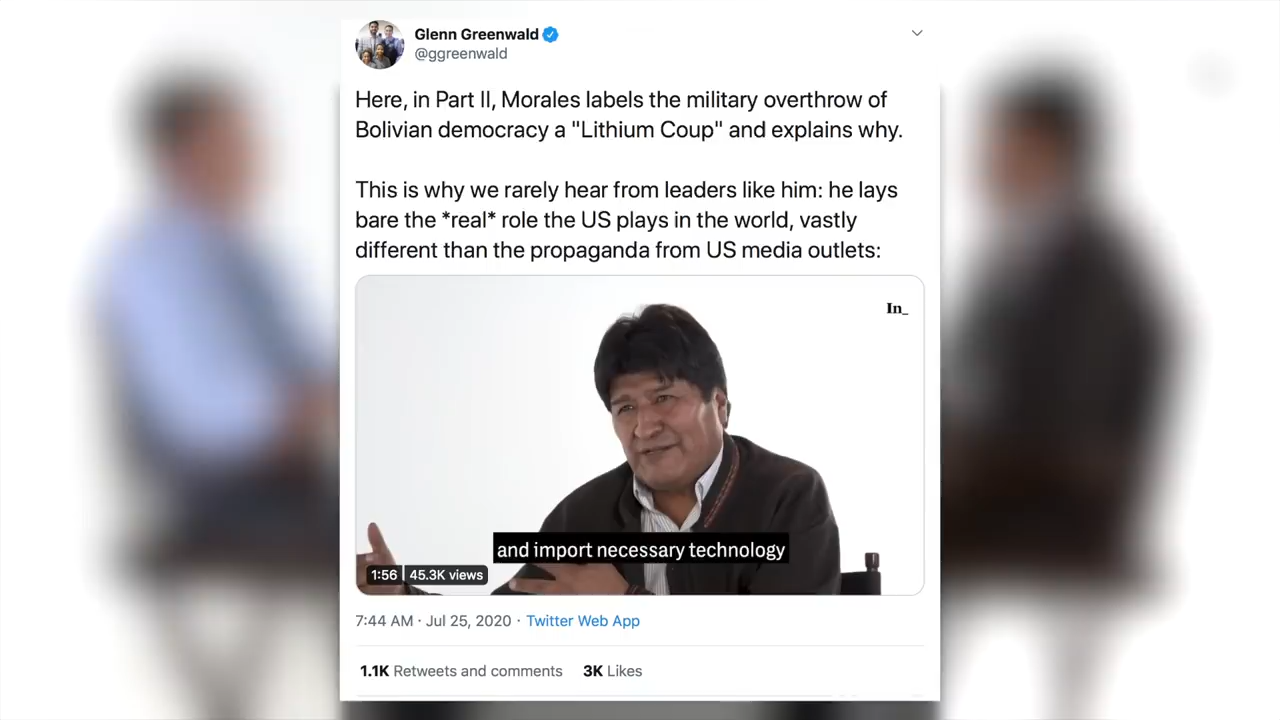 Glenn Greenwald
@ggreenwald
Here, in Part II, Morales labels the military overthrow of
Bolivian democracy a "Lithium Coup" and explains why.
This is why we rarely hear from leaders like him: he lays
bare the *real* role the US plays in the world, vastly
different than the propaganda from US media outlets:
In_
and import necessary technology
1:56 | 45.3K views
7:44 AM · Jul 25, 2020 · Twitter Web App
1.1K Retweets and comments 3K Likes